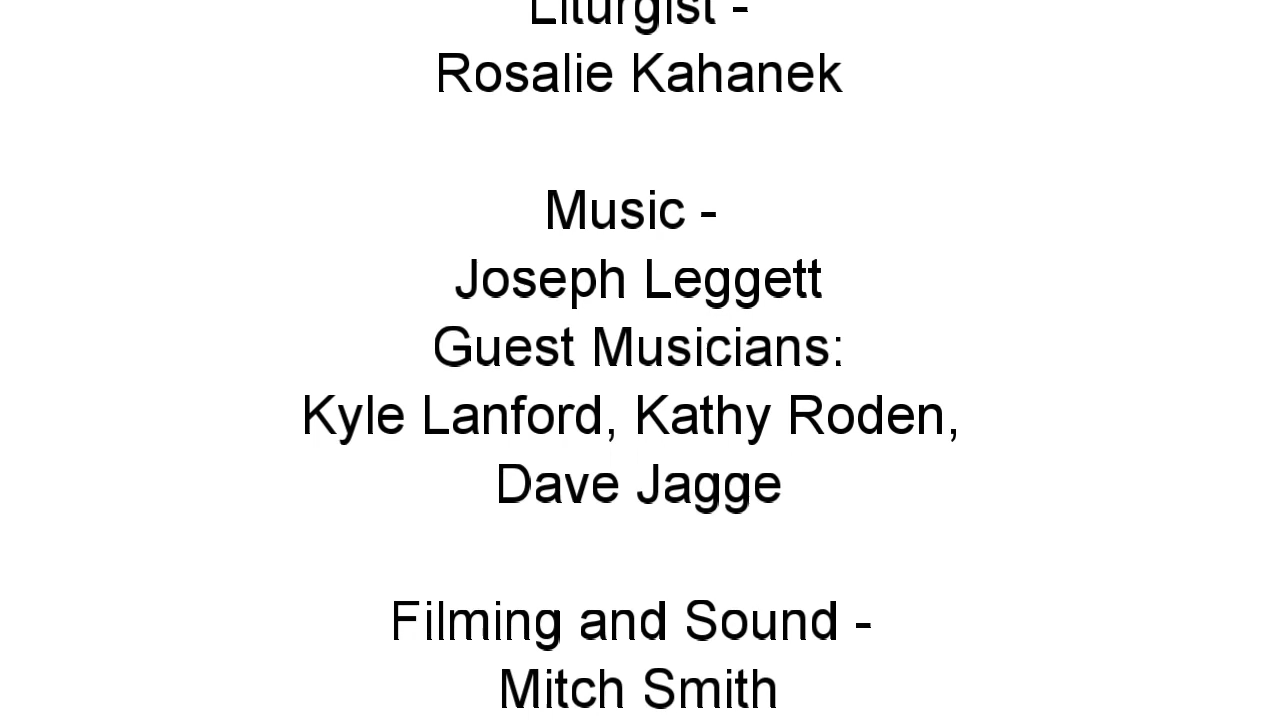 Liturgist -
Rosalie Kahanek
Music -
Joseph Leggett
Guest Musicians:
Kyle Lanford, Kathy Roden,
Dave Jagge
Filming and Sound -
Mitch Smith